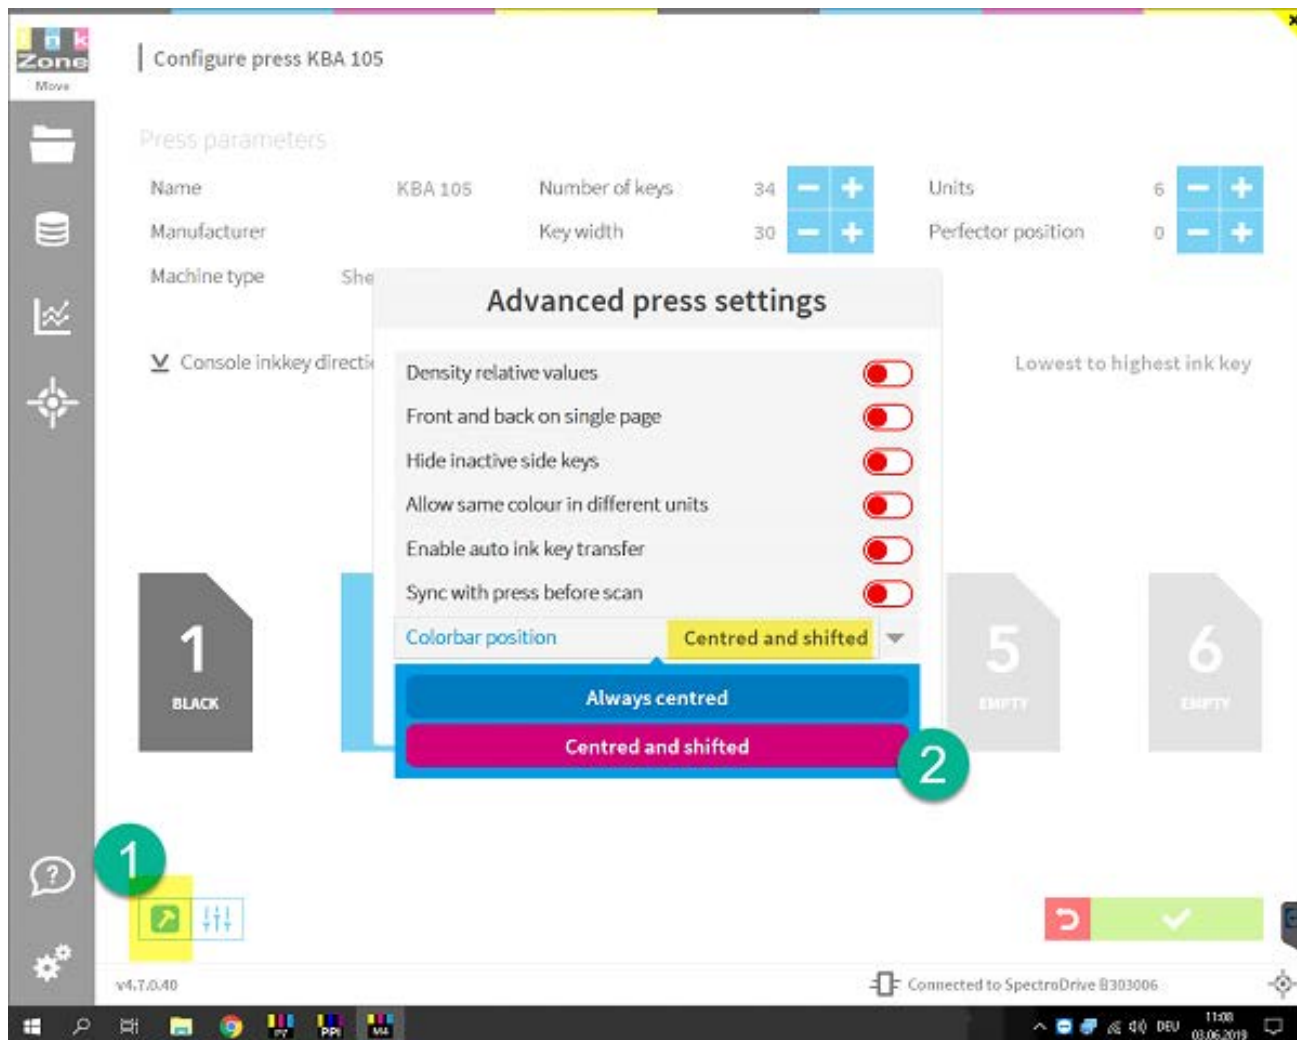 Ink
Zone
Move
Configure press KBA 105
Press parameters
Name KBA 105 Number of keys 34 Units 6
Manufacturer Key width 30 Perfector position 0
Machine type She
Advanced press settings
Console inkkey directi Lowest to highest ink key
Density relative values
Front and back on single page
Hide inactive side keys
Allow same colour in different units
Enable auto ink key transfer
Sync with press before scan
Colorbar position Centred and shifted
Always centred
Centred and shifted
2
1
BLACK
5
EMPTY
6
EMPTY
1
v4.7.0.40 Connected to SpectroDrive B303006
PPI M4 DEU 11:08
03.06.2019